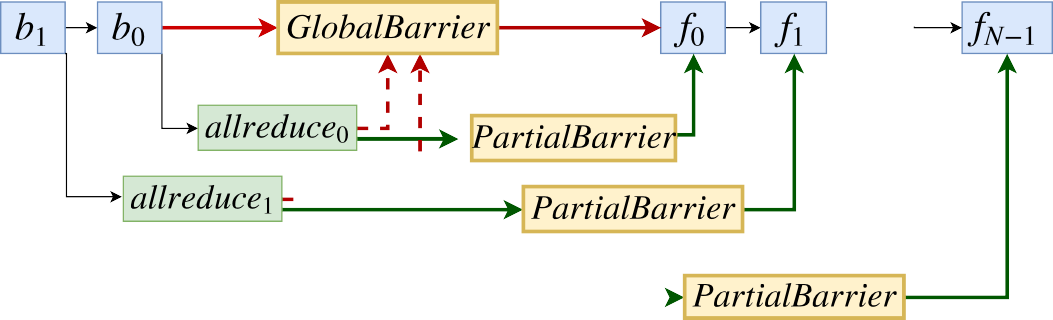 b1 b0 GlobalBarrier f0 f1 fN−1
allreduce0 PartialBarrier
allreduce1 PartialBarrier
PartialBarrier